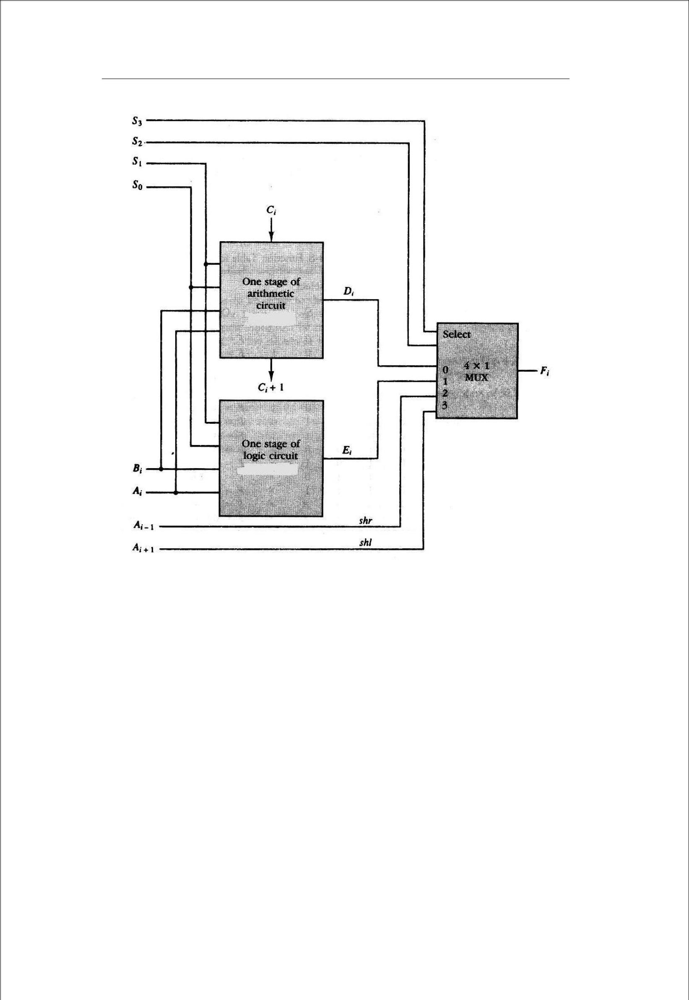 S3
S2
S1
S0
Ci
One stage of
arithmetic
circuit
Di
Select
4 × 1
MUX
0
1
2
3
Fi
Ci + 1
One stage of
logic circuit
Ei
Bi
Ai
Ai − 1
shr
Ai + 1
shl